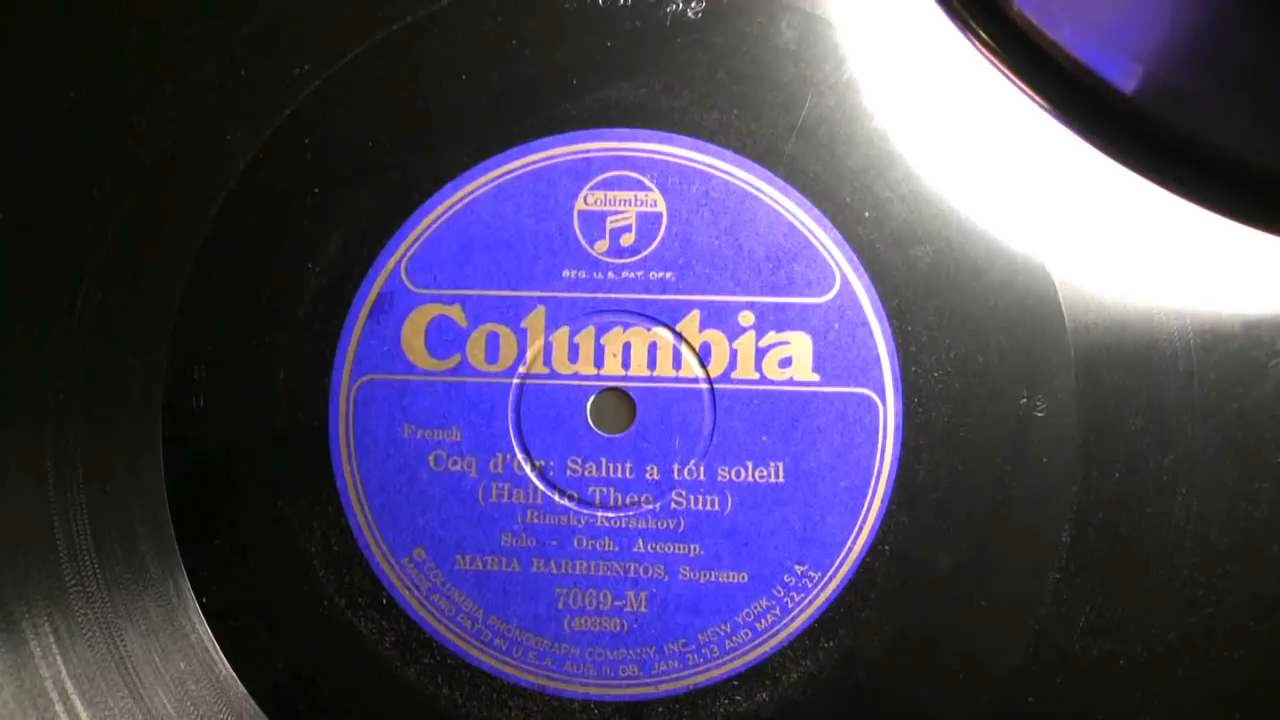 Columbia
REG. U.S. PAT. OFF.
Columbia
French
Coq d'Or: Salut a toi soleil
(Hail to Thee, Sun)
(Rimsky-Korsakov)
Solo - Orch. Accomp.
MARIA BARRIENTOS, Soprano
7069-M
(49386)
© COLUMBIA PHONOGRAPH COMPANY, INC., NEW YORK, U.S.A.
MADE AND PAT'D IN U.S.A. AUG. 11, 08. JAN. 21, 13 AND MAY 22, '23.